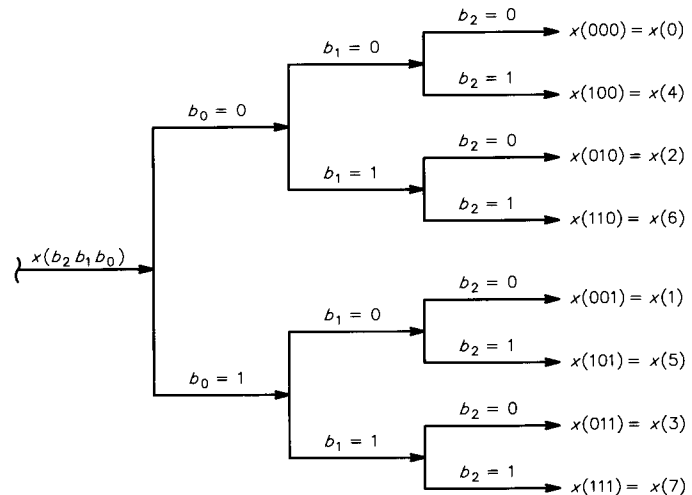 b₂ = 0
x(000) = x(0)
b₁ = 0
b₂ = 1
x(100) = x(4)
b₀ = 0
b₂ = 0
x(010) = x(2)
b₁ = 1
b₂ = 1
x(110) = x(6)
x(b₂ b₁ b₀)
b₂ = 0
x(001) = x(1)
b₁ = 0
b₂ = 1
x(101) = x(5)
b₀ = 1
b₂ = 0
x(011) = x(3)
b₁ = 1
b₂ = 1
x(111) = x(7)